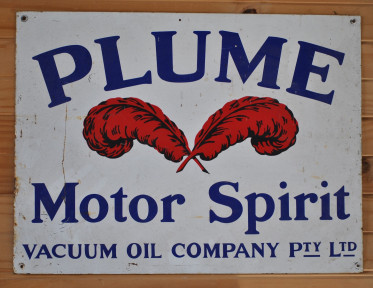 PLUME
Motor Spirit
VACUUM OIL COMPANY PTY LTD